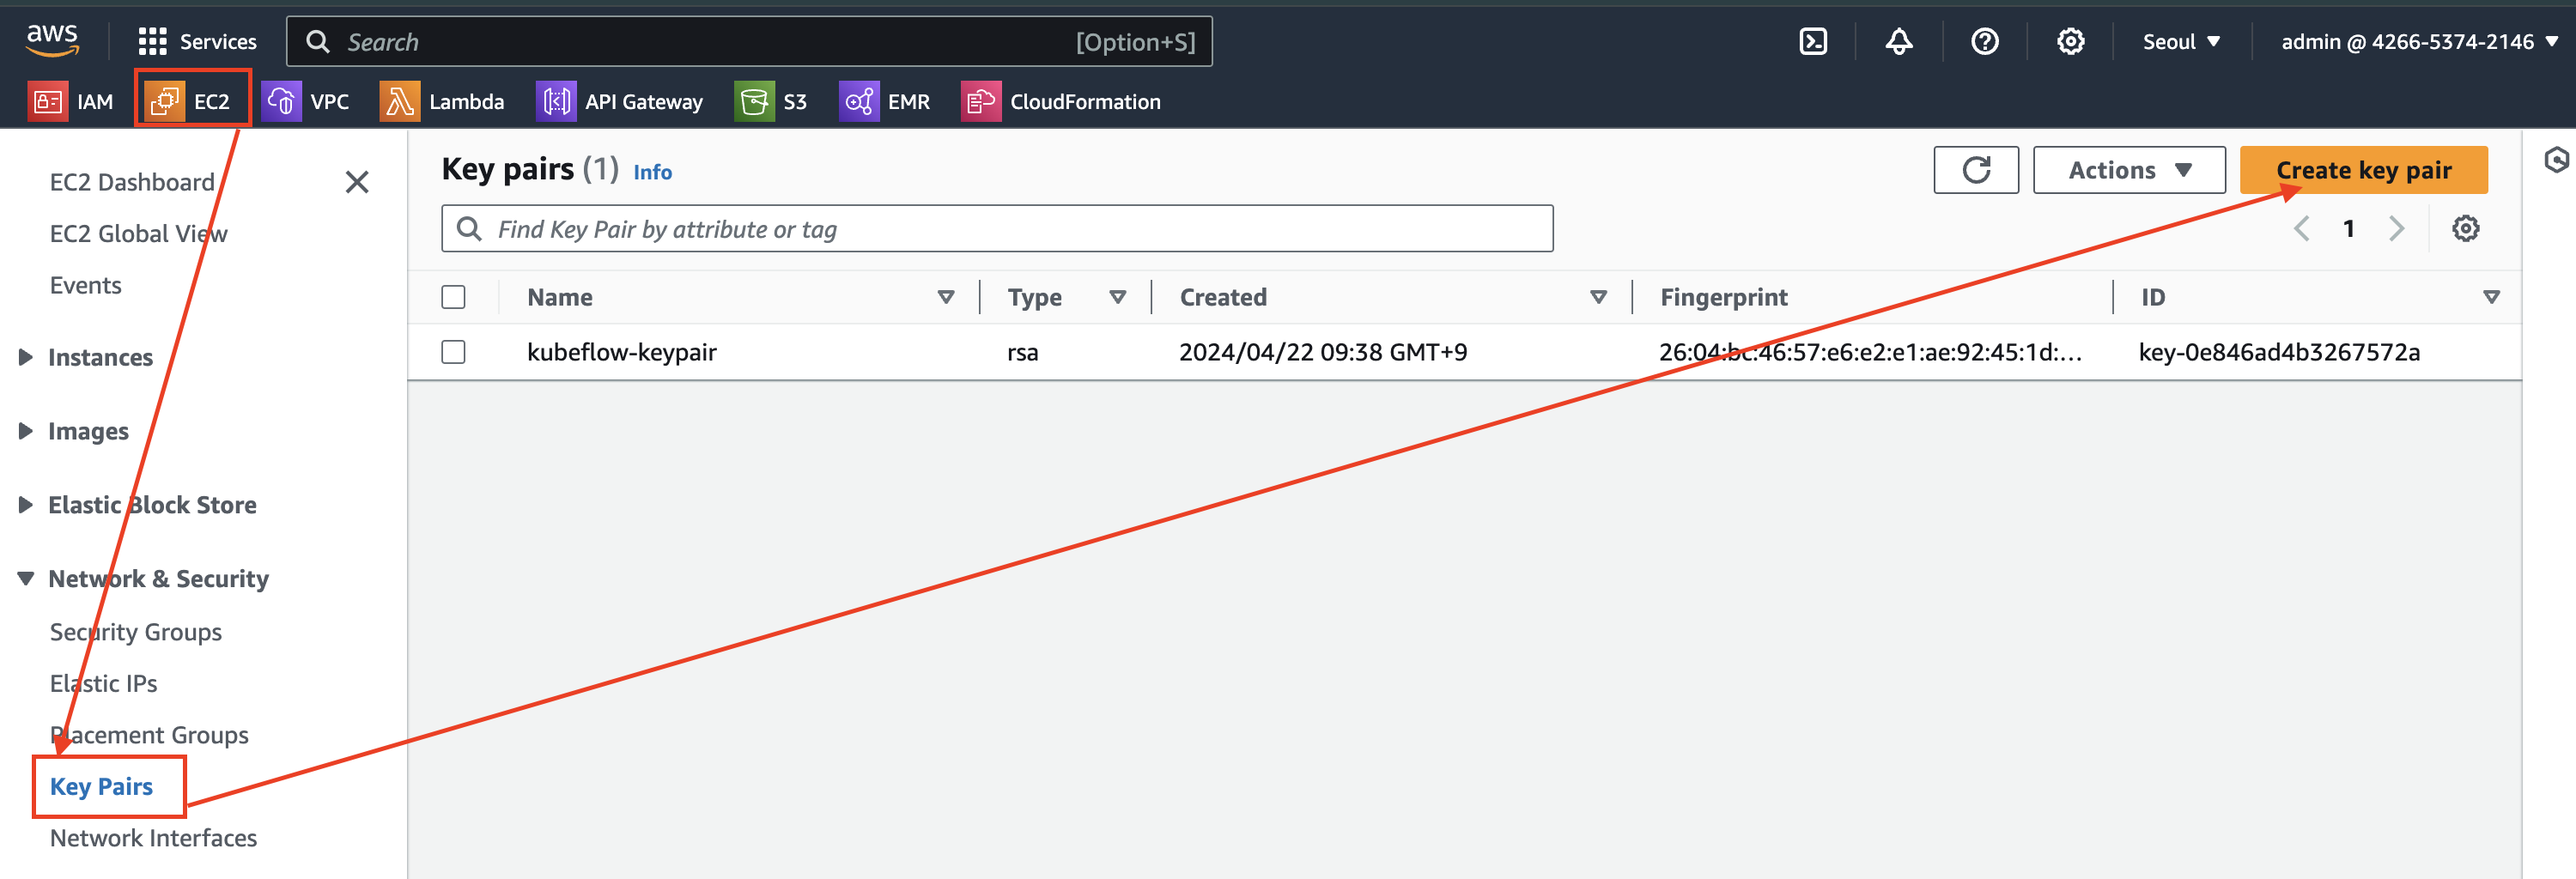 aws Services Search [Option+S] Seoul admin @ 4266-5374-2146
IAM EC2 VPC Lambda API Gateway S3 EMR CloudFormation
EC2 Dashboard
EC2 Global View
Events
Instances
Images
Elastic Block Store
Network & Security
Security Groups
Elastic IPs
Placement Groups
Key Pairs
Network Interfaces
Key pairs (1) Info Actions Create key pair
Find Key Pair by attribute or tag 1
Name Type Created Fingerprint ID
kubeflow-keypair rsa 2024/04/22 09:38 GMT+9 26:04:bc:46:57:e6:e2:e1:ae:92:45:1d:... key-0e846ad4b3267572a